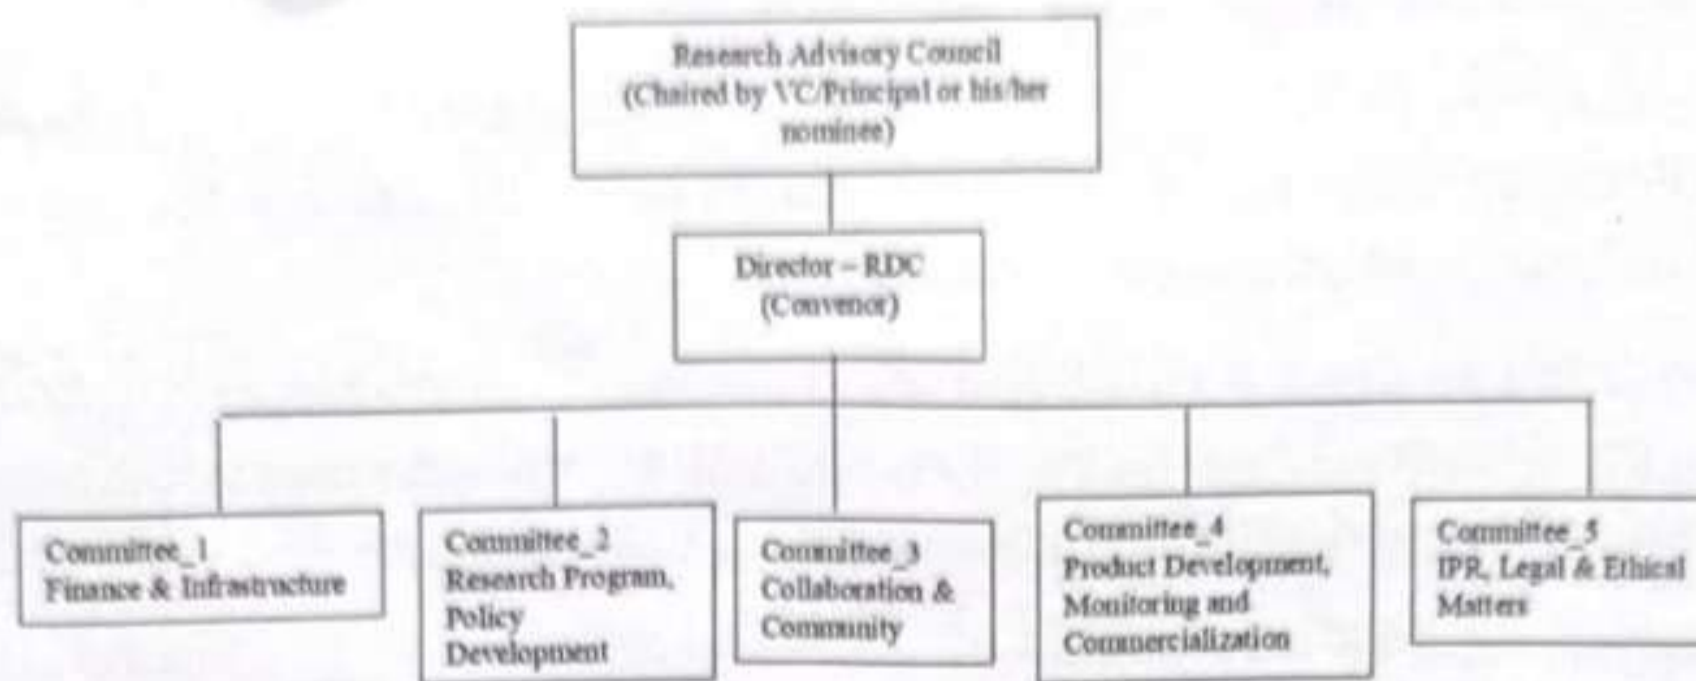 Research Advisory Council
(Chaired by VC/Principal or his/her
nominee)
Director – RDC
(Convenor)
Committee_1
Finance & Infrastructure
Committee_2
Research Program,
Policy
Development
Committee_3
Collaboration &
Community
Committee_4
Product Development,
Monitoring and
Commercialization
Committee_5
IPR, Legal & Ethical
Matters